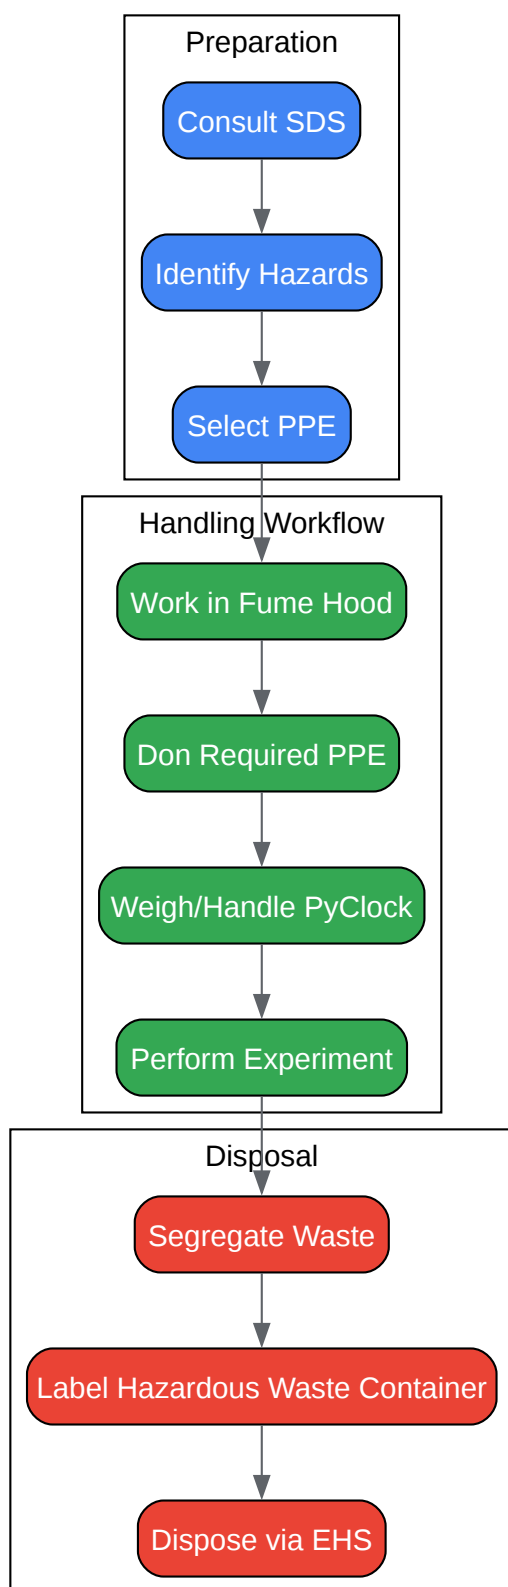 Preparation
Consult SDS
Identify Hazards
Select PPE
Handling Workflow
Work in Fume Hood
Don Required PPE
Weigh/Handle PyClock
Perform Experiment
Disposal
Segregate Waste
Label Hazardous Waste Container
Dispose via EHS